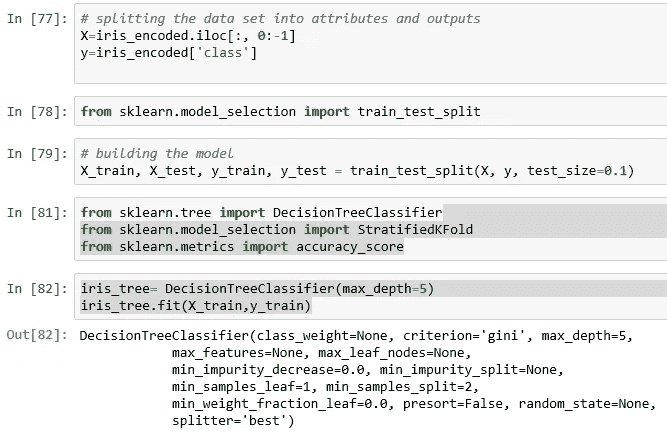 In [77]: # splitting the data set into attributes and outputs
X=iris_encoded.iloc[:, 0:-1]
y=iris_encoded['class']
In [78]: from sklearn.model_selection import train_test_split
In [79]: # building the model
X_train, X_test, y_train, y_test = train_test_split(X, y, test_size=0.1)
In [81]: from sklearn.tree import DecisionTreeClassifier
from sklearn.model_selection import StratifiedKFold
from sklearn.metrics import accuracy_score
In [82]: iris_tree= DecisionTreeClassifier(max_depth=5)
iris_tree.fit(X_train,y_train)
Out[82]: DecisionTreeClassifier(class_weight=None, criterion='gini', max_depth=5,
max_features=None, max_leaf_nodes=None,
min_impurity_decrease=0.0, min_impurity_split=None,
min_samples_leaf=1, min_samples_split=2,
min_weight_fraction_leaf=0.0, presort=False, random_state=None,
splitter='best')